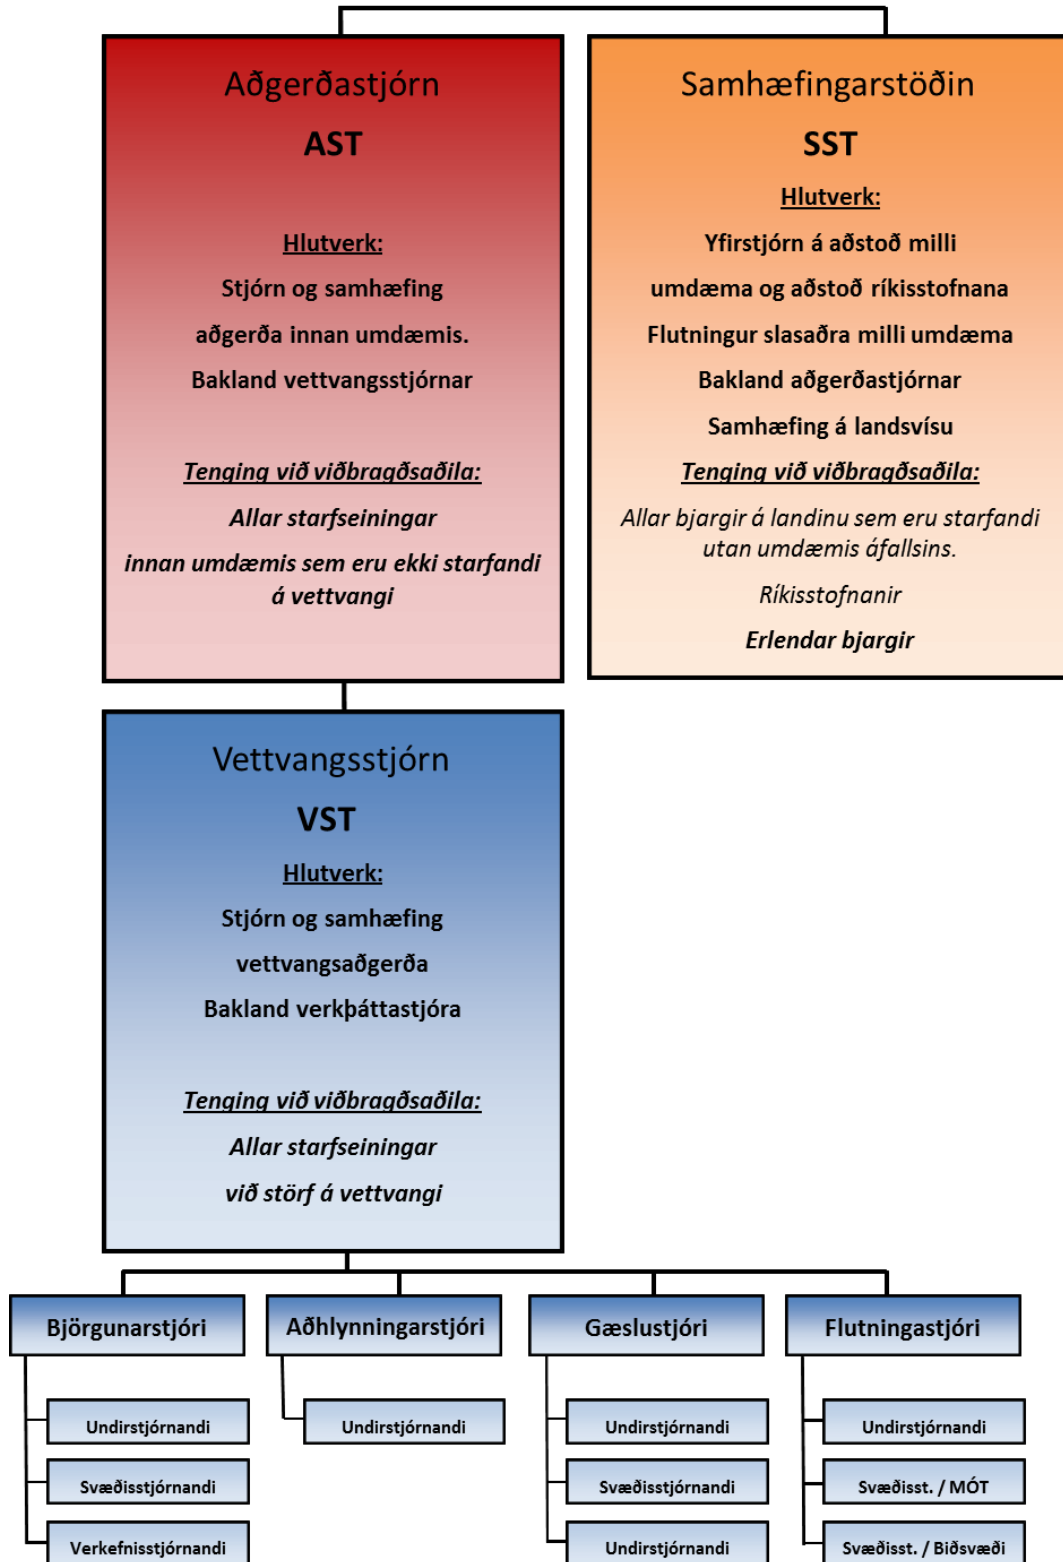 Aðgerðastjórn
AST
Hlutverk:
Stjórn og samhæfing
aðgerða innan umdæmis.
Bakland vettvangsstjórnar
Tenging við viðbragðsaðila:
Allar starfseiningar
innan umdæmis sem eru ekki starfandi
á vettvangi
Samhæfingarstöðin
SST
Hlutverk:
Yfirstjórn á aðstoð milli
umdæma og aðstoð ríkisstofnana
Flutningur slasaðra milli umdæma
Bakland aðgerðastjórnar
Samhæfing á landsvísu
Tenging við viðbragðsaðila:
Allar bjargir á landinu sem eru starfandi
utan umdæmis áfallsins.
Ríkisstofnanir
Erlendar bjargir
Vettvangsstjórn
VST
Hlutverk:
Stjórn og samhæfing
vettvangsaðgerða
Bakland verkþáttastjóra
Tenging við viðbragðsaðila:
Allar starfseiningar
við störf á vettvangi
Björgunarstjóri
Undirstjórnandi
Svæðisstjórnandi
Verkefnisstjórnandi
Aðhlynningarstjóri
Undirstjórnandi
Gæslustjóri
Undirstjórnandi
Svæðisstjórnandi
Undirstjórnandi
Flutningastjóri
Undirstjórnandi
Svæðisst. / MÓT
Svæðisst. / Biðsvæði